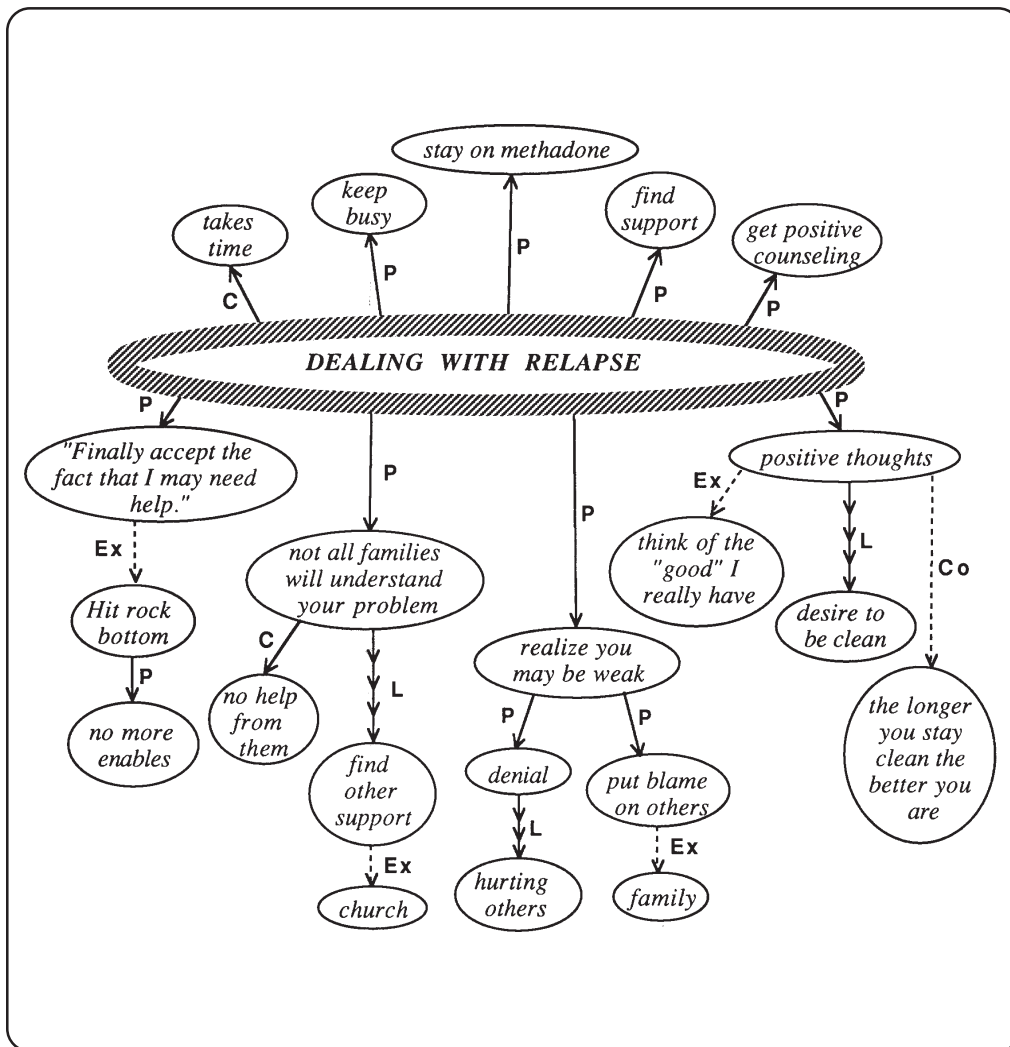 stay on methadone
keep
busy
find
support
takes
time
get positive
counseling
P
P
C
P
P
DEALING WITH RELAPSE
P
P
P
P
"Finally accept the
fact that I may need
help."
Ex
Hit rock
bottom
P
no more
enables
not all families
will understand
your problem
C
no help
from
them
L
find
other
support
Ex
church
realize you
may be weak
P
P
denial
L
hurting
others
put blame
on others
Ex
family
positive thoughts
Ex
think of the
"good" I
really have
L
desire to
be clean
Co
the longer
you stay
clean the
better you
are